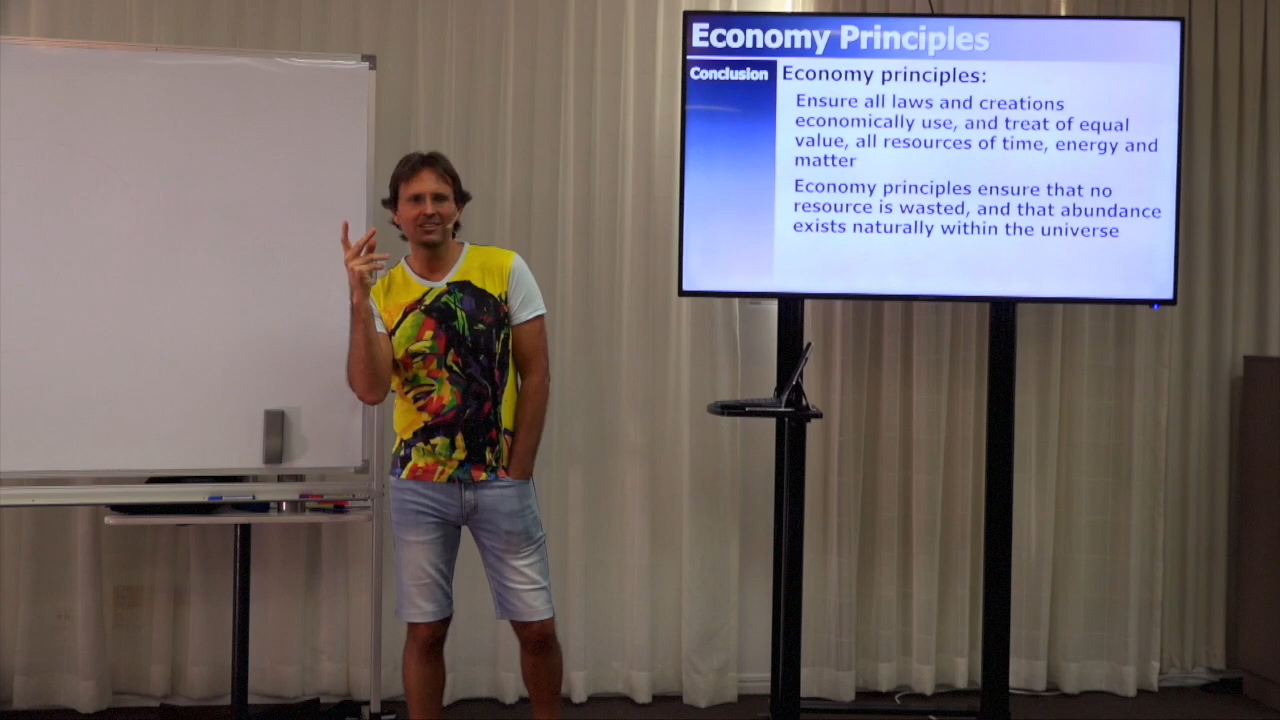 Economy Principles
Conclusion
Economy principles:
Ensure all laws and creations
economically use, and treat of equal
value, all resources of time, energy and
matter
Economy principles ensure that no
resource is wasted, and that abundance
exists naturally within the universe